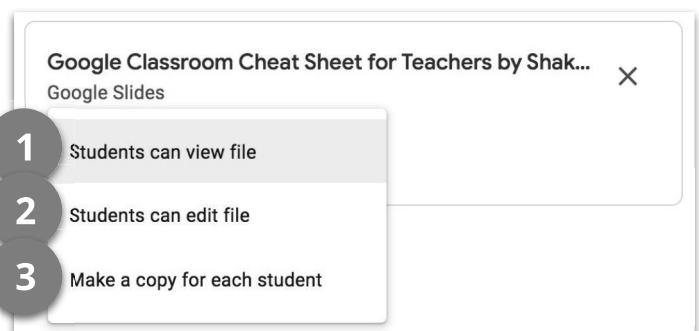 Google Classroom Cheat Sheet for Teachers by Shak...
Google Slides
1 Students can view file
2 Students can edit file
3 Make a copy for each student